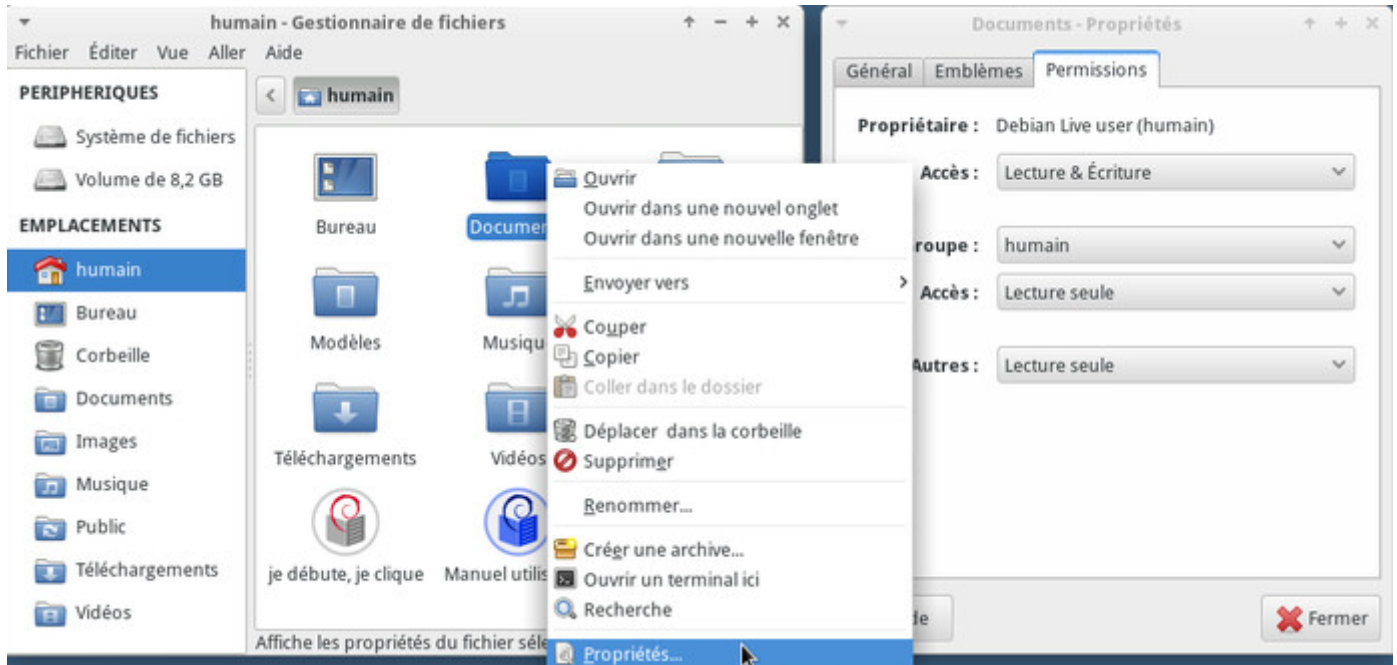 humain - Gestionnaire de fichiers
Fichier Éditer Vue Aller Aide
PERIPHERIQUES
Système de fichiers
Volume de 8,2 GB
EMPLACEMENTS
humain
Bureau
Corbeille
Documents
Images
Musique
Public
Téléchargements
Vidéos
humain
Bureau
Documen
Modèles
Musiqu
Téléchargements
Vidéos
je débute, je clique
Manuel utilis
Affiche les propriétés du fichier séle
Ouvrir
Ouvrir dans une nouvel onglet
Ouvrir dans une nouvelle fenêtre
Envoyer vers
Couper
Copier
Coller dans le dossier
Déplacer dans la corbeille
Supprimer
Renommer...
Créer une archive...
Ouvrir un terminal ici
Recherche
Propriétés...
Documents - Propriétés
Général Emblèmes Permissions
Propriétaire : Debian Live user (humain)
Accès : Lecture & Écriture
roupe : humain
Accès : Lecture seule
Autres : Lecture seule
de
Fermer